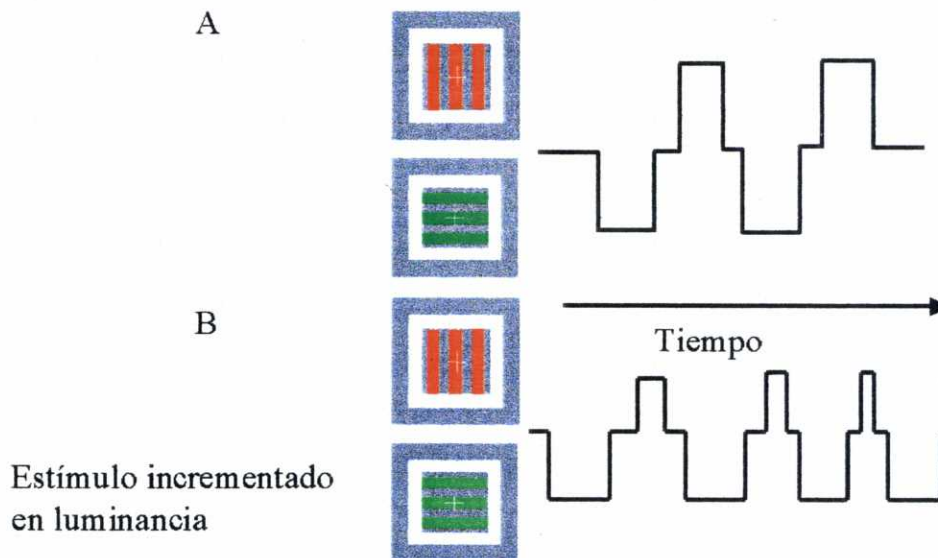 A
B
Tiempo
Estímulo incrementado
en luminancia